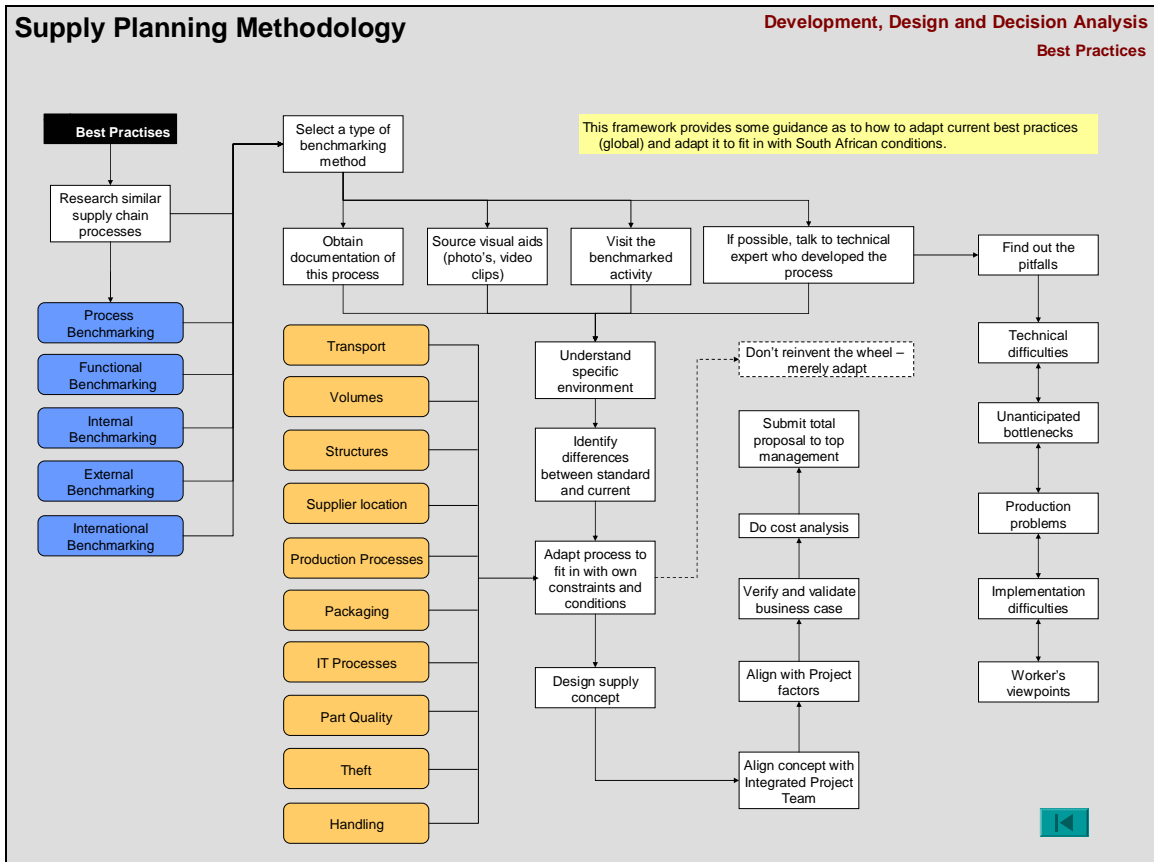 Supply Planning Methodology
Development, Design and Decision Analysis
Best Practices
Best Practises
Research similar
supply chain
processes
Process
Benchmarking
Functional
Benchmarking
Internal
Benchmarking
External
Benchmarking
International
Benchmarking
Select a type of
benchmarking
method
This framework provides some guidance as to how to adapt current best practices
(global) and adapt it to fit in with South African conditions.
Obtain
documentation of
this process
Source visual aids
(photo's, video
clips)
Visit the
benchmarked
activity
If possible, talk to technical
expert who developed the
process
Find out the
pitfalls
Transport
Volumes
Structures
Supplier location
Production Processes
Packaging
IT Processes
Part Quality
Theft
Handling
Understand
specific
environment
Identify
differences
between standard
and current
Adapt process to
fit in with own
constraints and
conditions
Design supply
concept
Don't reinvent the wheel –
merely adapt
Submit total
proposal to top
management
Do cost analysis
Verify and validate
business case
Align with Project
factors
Align concept with
Integrated Project
Team
Technical
difficulties
Unanticipated
bottlenecks
Production
problems
Implementation
difficulties
Worker's
viewpoints